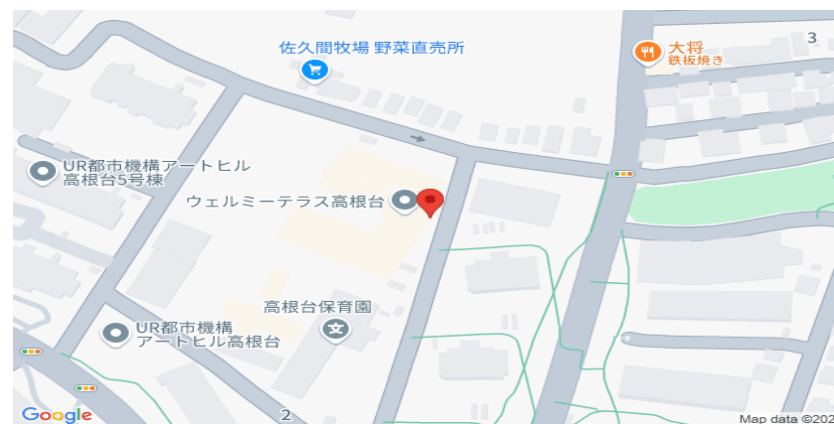 3
佐久間牧場 野菜直売所
大将
鉄板焼き
UR都市機構アートヒル
高根台5号棟
ウェルミーテラス高根台
高根台保育園
UR都市機構
アートヒル高根台
2
Google
Map data ©202